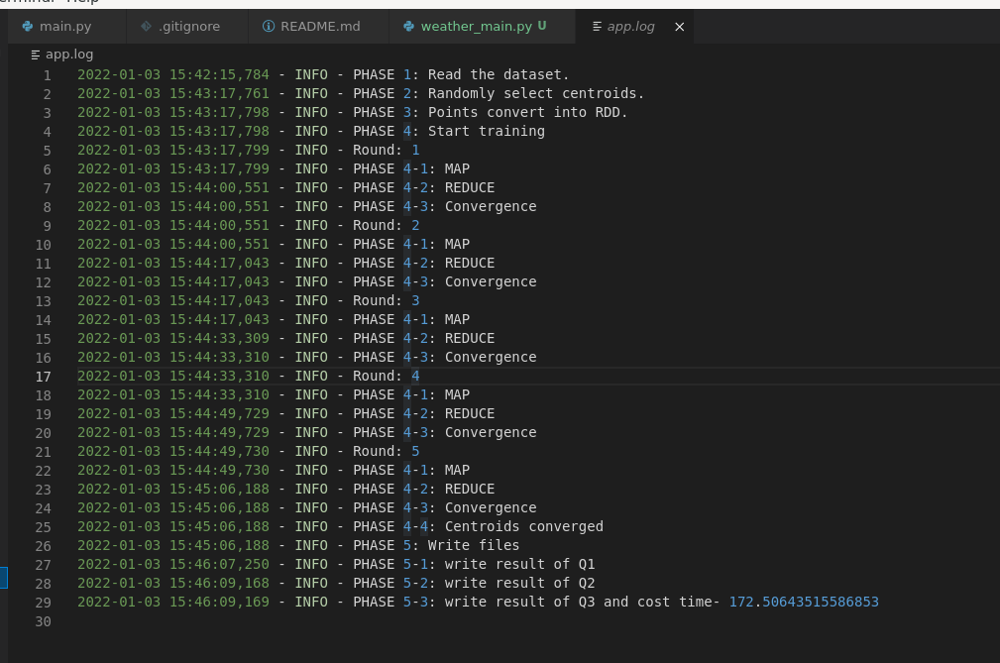 Help
main.py .gitignore README.md weather_main.py U app.log
app.log
1 2022-01-03 15:42:15,784 - INFO - PHASE 1: Read the dataset.
2 2022-01-03 15:43:17,761 - INFO - PHASE 2: Randomly select centroids.
3 2022-01-03 15:43:17,798 - INFO - PHASE 3: Points convert into RDD.
4 2022-01-03 15:43:17,798 - INFO - PHASE 4: Start training
5 2022-01-03 15:43:17,799 - INFO - Round: 1
6 2022-01-03 15:43:17,799 - INFO - PHASE 4-1: MAP
7 2022-01-03 15:44:00,551 - INFO - PHASE 4-2: REDUCE
8 2022-01-03 15:44:00,551 - INFO - PHASE 4-3: Convergence
9 2022-01-03 15:44:00,551 - INFO - Round: 2
10 2022-01-03 15:44:00,551 - INFO - PHASE 4-1: MAP
11 2022-01-03 15:44:17,043 - INFO - PHASE 4-2: REDUCE
12 2022-01-03 15:44:17,043 - INFO - PHASE 4-3: Convergence
13 2022-01-03 15:44:17,043 - INFO - Round: 3
14 2022-01-03 15:44:17,043 - INFO - PHASE 4-1: MAP
15 2022-01-03 15:44:33,309 - INFO - PHASE 4-2: REDUCE
16 2022-01-03 15:44:33,310 - INFO - PHASE 4-3: Convergence
17 2022-01-03 15:44:33,310 - INFO - Round: 4
18 2022-01-03 15:44:33,310 - INFO - PHASE 4-1: MAP
19 2022-01-03 15:44:49,729 - INFO - PHASE 4-2: REDUCE
20 2022-01-03 15:44:49,729 - INFO - PHASE 4-3: Convergence
21 2022-01-03 15:44:49,730 - INFO - Round: 5
22 2022-01-03 15:44:49,730 - INFO - PHASE 4-1: MAP
23 2022-01-03 15:45:06,188 - INFO - PHASE 4-2: REDUCE
24 2022-01-03 15:45:06,188 - INFO - PHASE 4-3: Convergence
25 2022-01-03 15:45:06,188 - INFO - PHASE 4-4: Centroids converged
26 2022-01-03 15:45:06,188 - INFO - PHASE 5: Write files
27 2022-01-03 15:46:07,250 - INFO - PHASE 5-1: write result of Q1
28 2022-01-03 15:46:09,168 - INFO - PHASE 5-2: write result of Q2
29 2022-01-03 15:46:09,169 - INFO - PHASE 5-3: write result of Q3 and cost time- 172.50643515586853
30